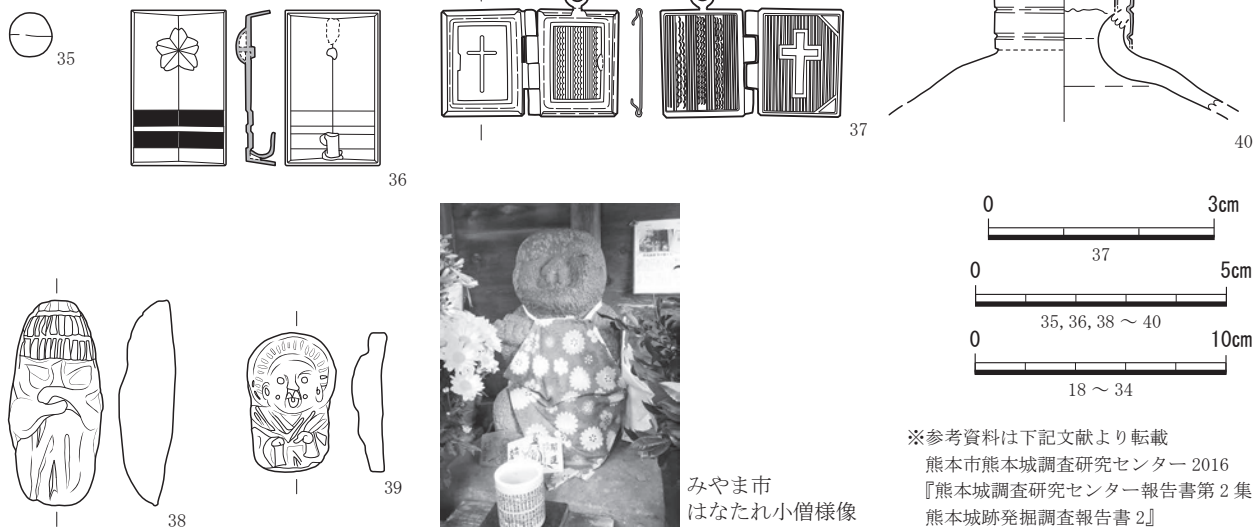 35
36
37
40
38
39
0 3cm
37
0 5cm
35, 36, 38 ~ 40
0 10cm
18 ~ 34
みやま市
はなたれ小僧様像
※参考資料は下記文献より転載
熊本市熊本城調査研究センター 2016
『熊本城調査研究センター報告書第 2 集
熊本城跡発掘調査報告書 2』